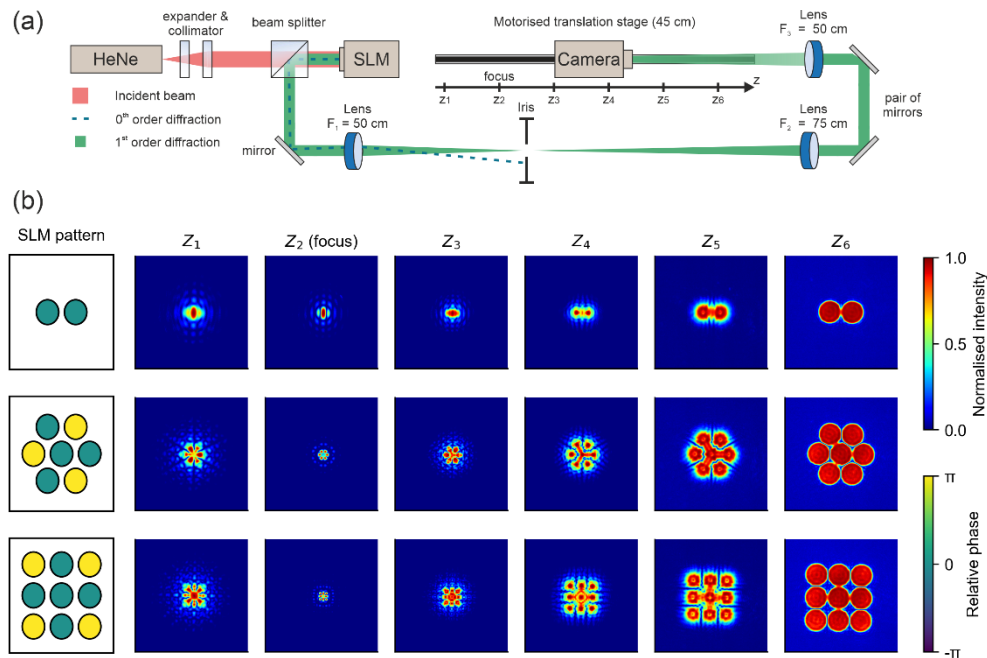 (a)
expander &
collimator
beam splitter
Motorised translation stage (45 cm)
Lens
F₃ = 50 cm
HeNe
SLM
Camera
focus
z
Z1 Z2 Z3 Z4 Z5 Z6
Incident beam
0th order diffraction
1st order diffraction
mirror
Lens
F₁ = 50 cm
Iris
Lens
F₂ = 75 cm
pair of
mirrors
(b)
SLM pattern
Z₁ Z₂ (focus) Z₃ Z₄ Z₅ Z₆
1.0
0.5
0.0
Normalised intensity
π
0
-π
Relative phase